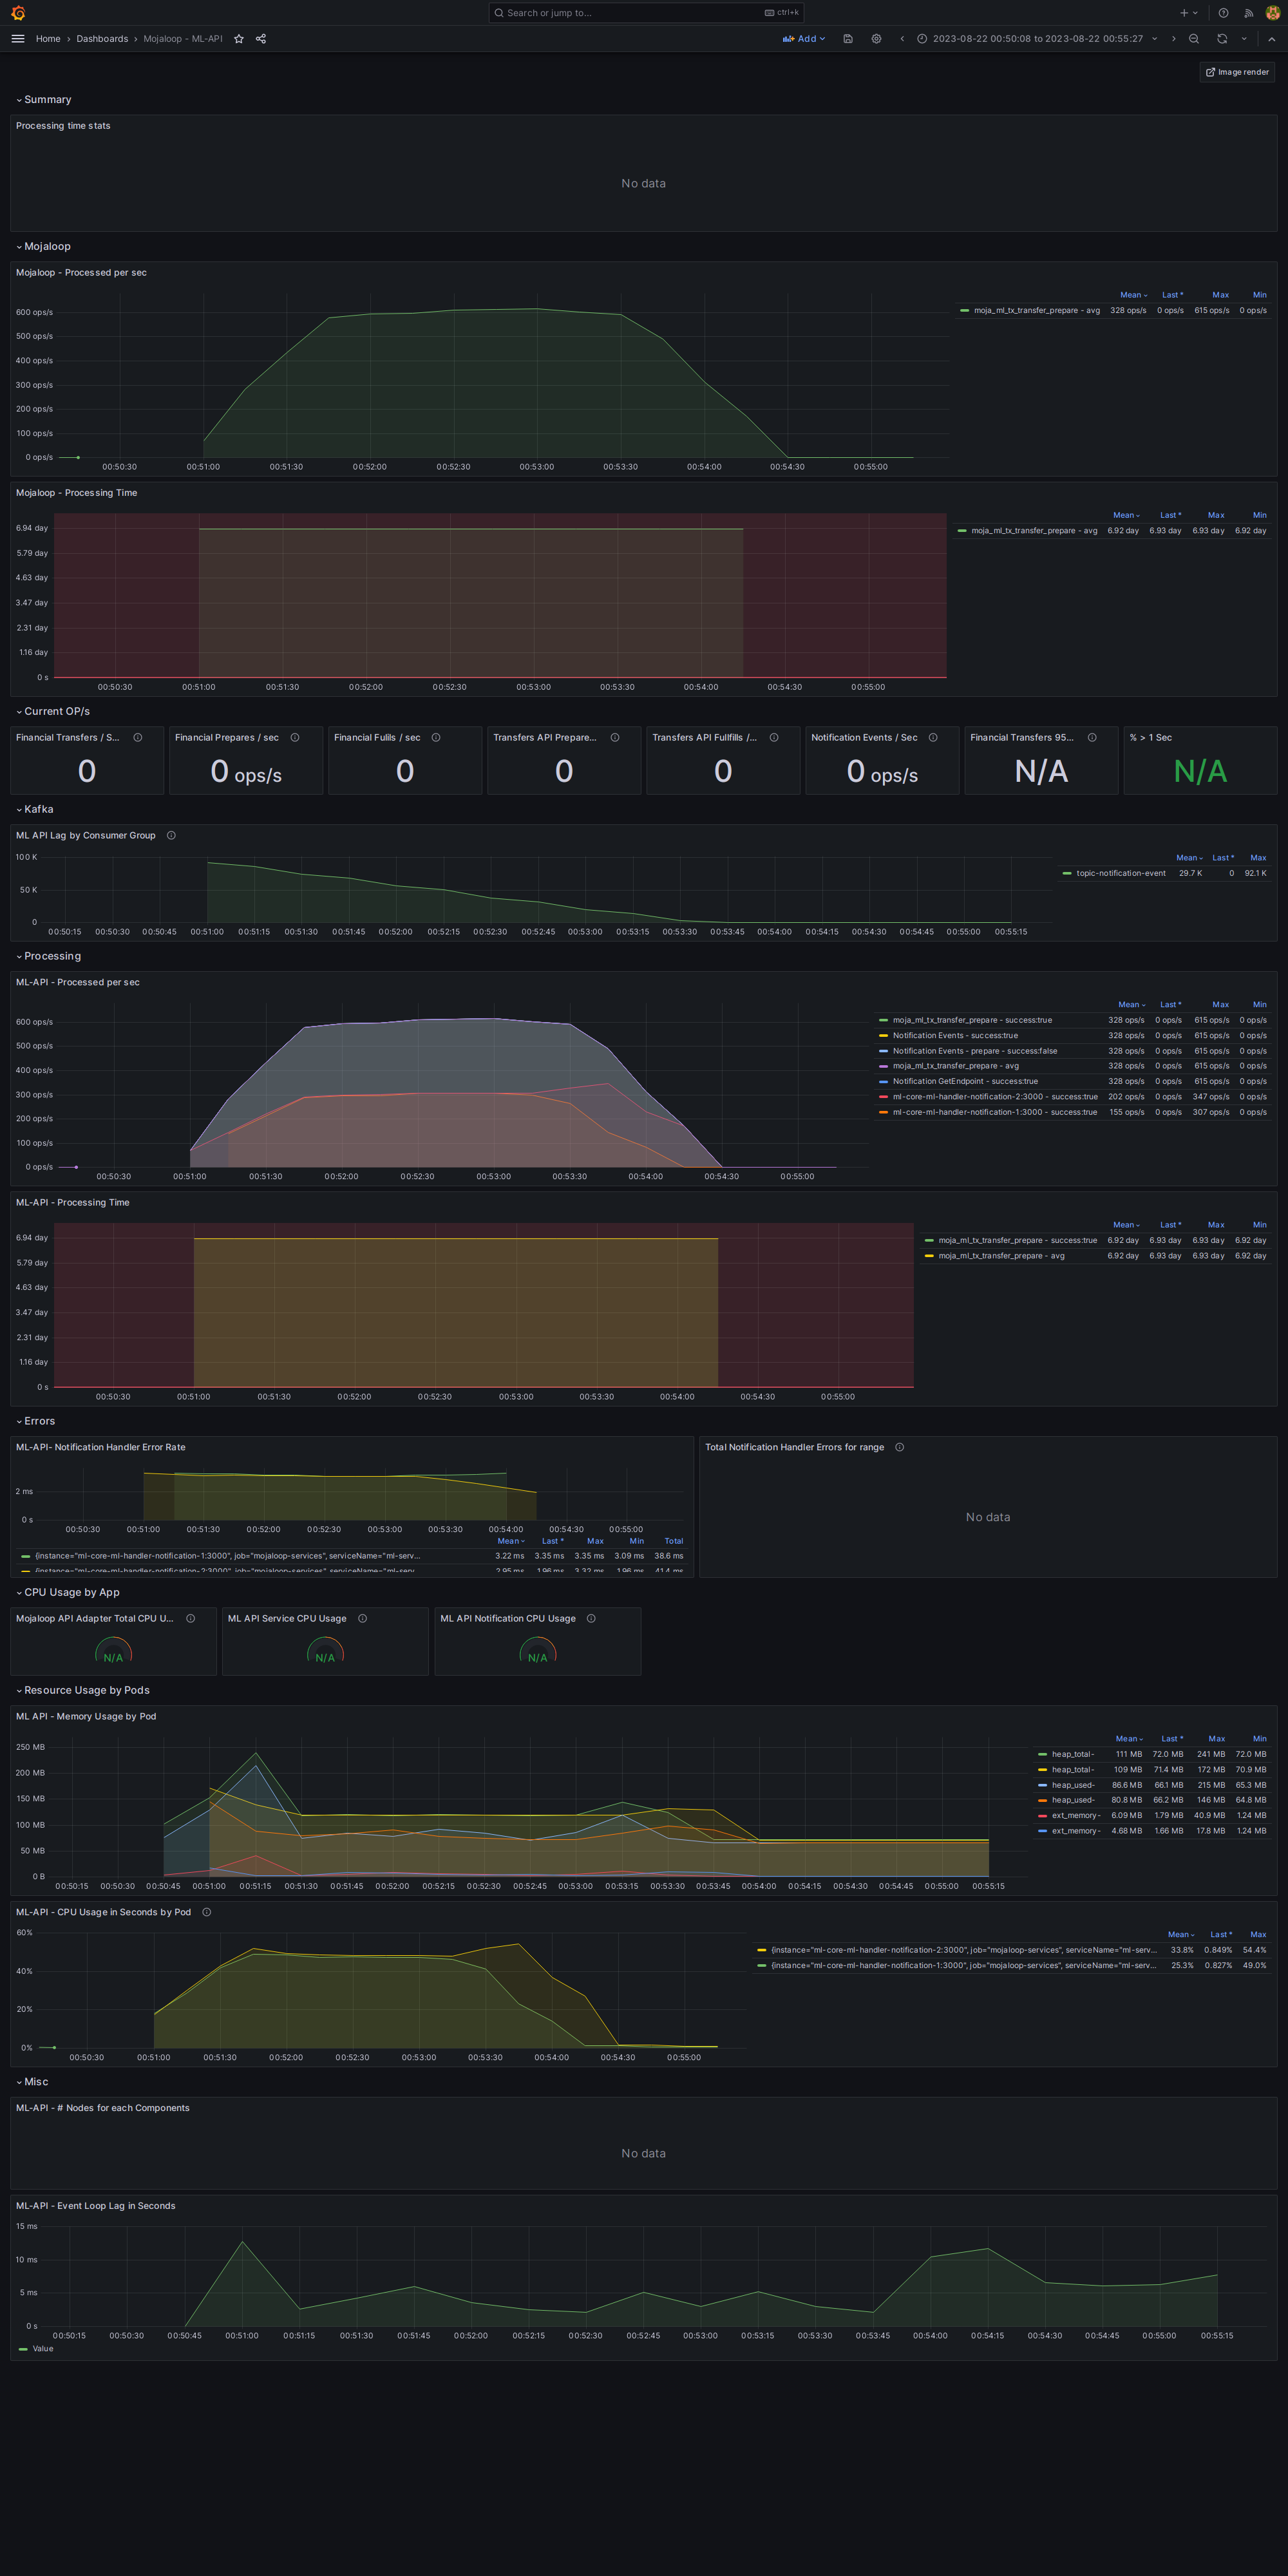 Search or jump to... ctrl+k
Home › Dashboards › Mojaloop - ML-API Add 2023-08-22 00:50:08 to 2023-08-22 00:55:27
Image render
Summary
Processing time stats
No data
Mojaloop
Mojaloop - Processed per sec
Mean Last * Max Min
moja_ml_tx_transfer_prepare - avg 328 ops/s 0 ops/s 615 ops/s 0 ops/s
600 ops/s
500 ops/s
400 ops/s
300 ops/s
200 ops/s
100 ops/s
0 ops/s
00:50:30 00:51:00 00:51:30 00:52:00 00:52:30 00:53:00 00:53:30 00:54:00 00:54:30 00:55:00
Mojaloop - Processing Time
Mean Last * Max Min
moja_ml_tx_transfer_prepare - avg 6.92 day 6.93 day 6.93 day 6.92 day
6.94 day
5.79 day
4.63 day
3.47 day
2.31 day
1.16 day
0 s
00:50:30 00:51:00 00:51:30 00:52:00 00:52:30 00:53:00 00:53:30 00:54:00 00:54:30 00:55:00
Current OP/s
Financial Transfers / S... Financial Prepares / sec Financial Fulils / sec Transfers API Prepare... Transfers API Fullfills /... Notification Events / Sec Financial Transfers 95... % > 1 Sec
0 0 ops/s 0 0 0 0 ops/s N/A N/A
Kafka
ML API Lag by Consumer Group
Mean Last * Max
topic-notification-event 29.7 K 0 92.1 K
100 K
50 K
0
00:50:15 00:50:30 00:50:45 00:51:00 00:51:15 00:51:30 00:51:45 00:52:00 00:52:15 00:52:30 00:52:45 00:53:00 00:53:15 00:53:30 00:53:45 00:54:00 00:54:15 00:54:30 00:54:45 00:55:00 00:55:15
Processing
ML-API - Processed per sec
Mean Last * Max Min
moja_ml_tx_transfer_prepare - success:true 328 ops/s 0 ops/s 615 ops/s 0 ops/s
Notification Events - success:true 328 ops/s 0 ops/s 615 ops/s 0 ops/s
Notification Events - prepare - success:false 328 ops/s 0 ops/s 615 ops/s 0 ops/s
moja_ml_tx_transfer_prepare - avg 328 ops/s 0 ops/s 615 ops/s 0 ops/s
Notification GetEndpoint - success:true 328 ops/s 0 ops/s 615 ops/s 0 ops/s
ml-core-ml-handler-notification-2:3000 - success:true 202 ops/s 0 ops/s 347 ops/s 0 ops/s
ml-core-ml-handler-notification-1:3000 - success:true 155 ops/s 0 ops/s 307 ops/s 0 ops/s
600 ops/s
500 ops/s
400 ops/s
300 ops/s
200 ops/s
100 ops/s
0 ops/s
00:50:30 00:51:00 00:51:30 00:52:00 00:52:30 00:53:00 00:53:30 00:54:00 00:54:30 00:55:00
ML-API - Processing Time
Mean Last * Max Min
moja_ml_tx_transfer_prepare - success:true 6.92 day 6.93 day 6.93 day 6.92 day
moja_ml_tx_transfer_prepare - avg 6.92 day 6.93 day 6.93 day 6.92 day
6.94 day
5.79 day
4.63 day
3.47 day
2.31 day
1.16 day
0 s
00:50:30 00:51:00 00:51:30 00:52:00 00:52:30 00:53:00 00:53:30 00:54:00 00:54:30 00:55:00
Errors
ML-API- Notification Handler Error Rate
2 ms
0 s
00:50:30 00:51:00 00:51:30 00:52:00 00:52:30 00:53:00 00:53:30 00:54:00 00:54:30 00:55:00
Mean Last * Max Min Total
{instance="ml-core-ml-handler-notification-1:3000", job="mojaloop-services", serviceName="ml-serv... 3.22 ms 3.35 ms 3.35 ms 3.09 ms 38.6 ms
{instance="ml-core-ml-handler-notification-2:3000", job="mojaloop-services", serviceName="ml-serv... 2.95 ms 1.96 ms 3.32 ms 1.96 ms 41.4 ms
Total Notification Handler Errors for range
No data
CPU Usage by App
Mojaloop API Adapter Total CPU U... ML API Service CPU Usage ML API Notification CPU Usage
N/A N/A N/A
Resource Usage by Pods
ML API - Memory Usage by Pod
Mean Last * Max Min
heap_total- 111 MB 72.0 MB 241 MB 72.0 MB
heap_total- 109 MB 71.4 MB 172 MB 70.9 MB
heap_used- 86.6 MB 66.1 MB 215 MB 65.3 MB
heap_used- 80.8 MB 66.2 MB 146 MB 64.8 MB
ext_memory- 6.09 MB 1.79 MB 40.9 MB 1.24 MB
ext_memory- 4.68 MB 1.66 MB 17.8 MB 1.24 MB
250 MB
200 MB
150 MB
100 MB
50 MB
0 B
00:50:15 00:50:30 00:50:45 00:51:00 00:51:15 00:51:30 00:51:45 00:52:00 00:52:15 00:52:30 00:52:45 00:53:00 00:53:15 00:53:30 00:53:45 00:54:00 00:54:15 00:54:30 00:54:45 00:55:00 00:55:15
ML-API - CPU Usage in Seconds by Pod
Mean Last * Max
{instance="ml-core-ml-handler-notification-2:3000", job="mojaloop-services", serviceName="ml-serv... 33.8% 0.849% 54.4%
{instance="ml-core-ml-handler-notification-1:3000", job="mojaloop-services", serviceName="ml-serv... 25.3% 0.827% 49.0%
60%
40%
20%
0%
00:50:30 00:51:00 00:51:30 00:52:00 00:52:30 00:53:00 00:53:30 00:54:00 00:54:30 00:55:00
Misc
ML-API - # Nodes for each Components
No data
ML-API - Event Loop Lag in Seconds
15 ms
10 ms
5 ms
0 s
00:50:15 00:50:30 00:50:45 00:51:00 00:51:15 00:51:30 00:51:45 00:52:00 00:52:15 00:52:30 00:52:45 00:53:00 00:53:15 00:53:30 00:53:45 00:54:00 00:54:15 00:54:30 00:54:45 00:55:00 00:55:15
Value